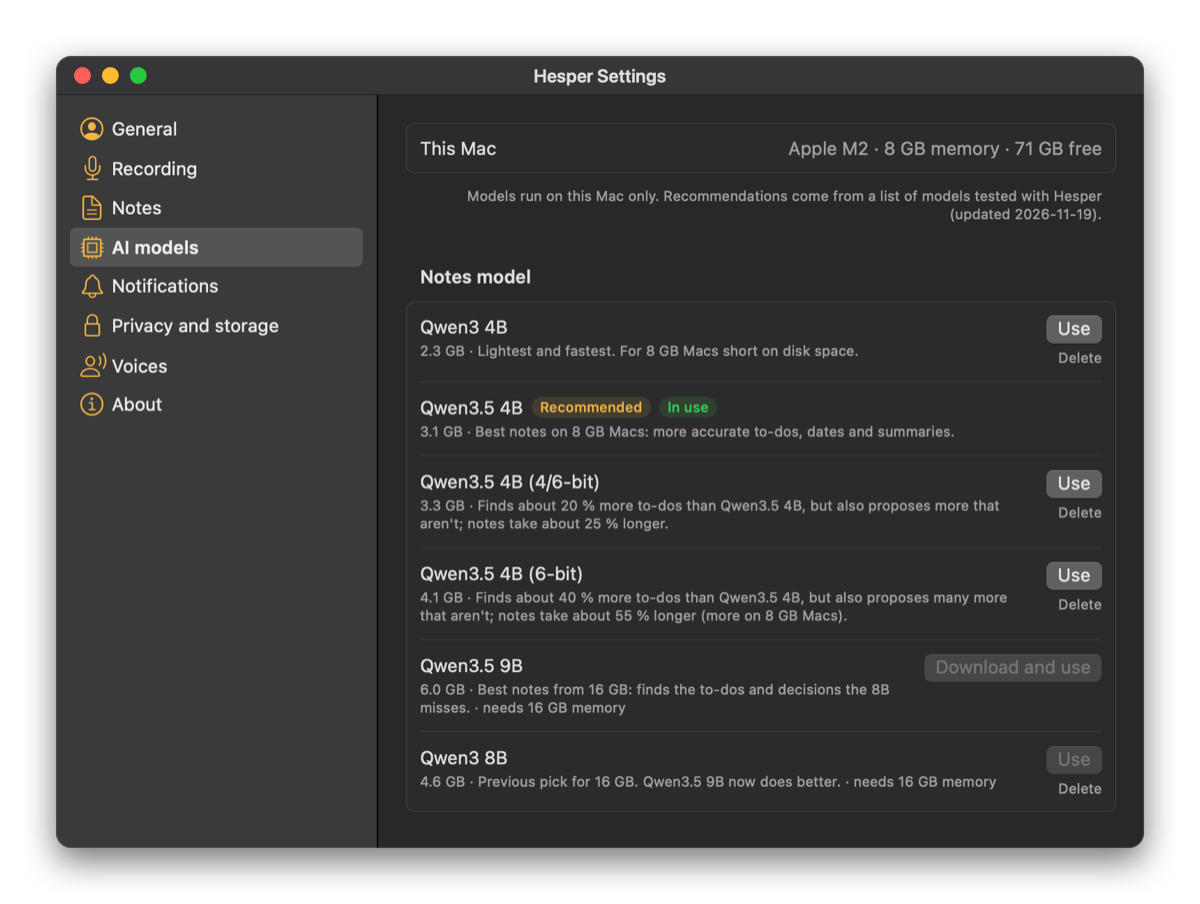 Hesper Settings
General
Recording
Notes
AI models
Notifications
Privacy and storage
Voices
About
This Mac
Apple M2 · 8 GB memory · 71 GB free
Models run on this Mac only. Recommendations come from a list of models tested with Hesper
(updated 2026-11-19).
Notes model
Qwen3 4B
Use
2.3 GB · Lightest and fastest. For 8 GB Macs short on disk space.
Delete
Qwen3.5 4B Recommended In use
3.1 GB · Best notes on 8 GB Macs: more accurate to-dos, dates and summaries.
Qwen3.5 4B (4/6-bit)
Use
3.3 GB · Finds about 20 % more to-dos than Qwen3.5 4B, but also proposes more that
aren't; notes take about 25 % longer.
Delete
Qwen3.5 4B (6-bit)
Use
4.1 GB · Finds about 40 % more to-dos than Qwen3.5 4B, but also proposes many more
that aren't; notes take about 55 % longer (more on 8 GB Macs).
Delete
Qwen3.5 9B
Download and use
6.0 GB · Best notes from 16 GB: finds the to-dos and decisions the 8B
misses. · needs 16 GB memory
Qwen3 8B
Use
4.6 GB · Previous pick for 16 GB. Qwen3.5 9B now does better. · needs 16 GB memory
Delete